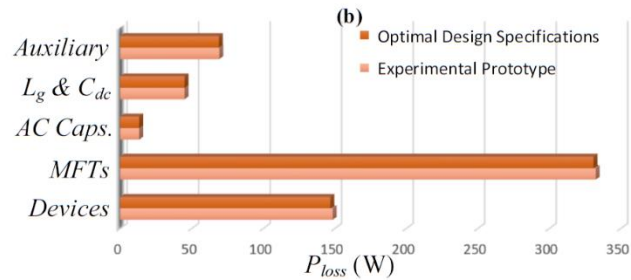 (b)
Optimal Design Specifications
Experimental Prototype
Auxiliary
Lg & Cdc
AC Caps.
MFTs
Devices
0 50 100 150 200 250 300 350
Ploss (W)